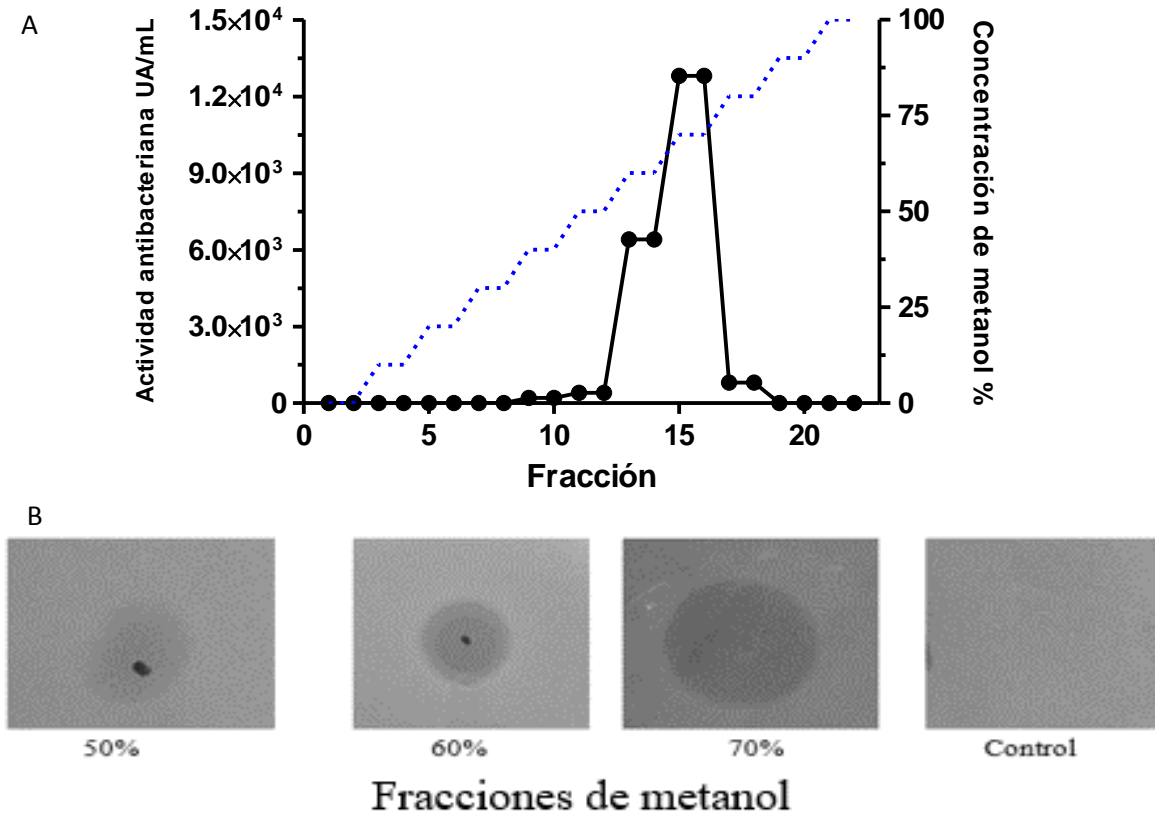 A
Actividad antibacteriana UA/mL
1.5×10⁴
1.2×10⁴
9.0×10³
6.0×10³
3.0×10³
0
100
75
50
25
0
Concentración de metanol %
0
5
10
15
20
Fracción
B
50%
60%
70%
Control
Fracciones de metanol